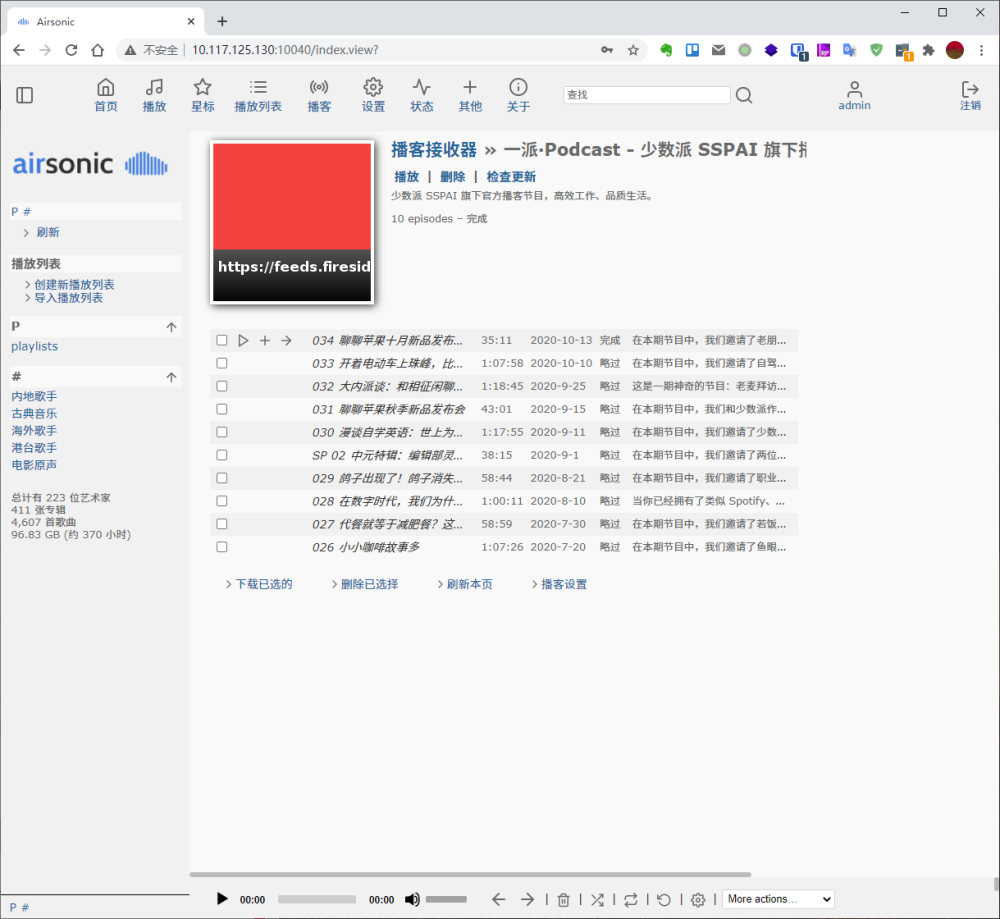 Airsonic
不安全 | 10.117.125.130:10040/index.view?
1
1
首页 播放 星标 播放列表 播客 设置 状态 其他 关于 查找 admin 注销
airsonic
P #
刷新
播放列表
创建新播放列表
导入播放列表
P
playlists
#
内地歌手
古典音乐
海外歌手
港台歌手
电影原声
总计有 223 位艺术家
411 张专辑
4,607 首歌曲
96.83 GB (约 370 小时)
P #
https://feeds.firesid
播客接收器 » 一派·Podcast - 少数派 SSPAI 旗下
播放 | 删除 | 检查更新
少数派 SSPAI 旗下官方播客节目，高效工作、品质生活。
10 episodes − 完成
034 聊聊苹果十月新品发布... 35:11 2020-10-13 完成 在本期节目中，我们邀请了老朋...
033 开着电动车上珠峰，比... 1:07:58 2020-10-10 略过 在本期节目中，我们邀请了自驾...
032 大内派谈：和相征闲聊... 1:18:45 2020-9-25 略过 这是一期神奇的节目：老麦拜访...
031 聊聊苹果秋季新品发布会 43:01 2020-9-15 略过 在本期节目中，我们和少数派作...
030 漫谈自学英语：世上为... 1:17:55 2020-9-11 略过 在本期节目中，我们邀请了少数...
SP 02 中元特辑：编辑部灵... 38:15 2020-9-1 略过 在本期节目中，我们邀请了两位...
029 鸽子出现了！鸽子消失... 58:44 2020-8-21 略过 在本期节目中，我们邀请了职业...
028 在数字时代，我们为什... 1:00:11 2020-8-10 略过 当你已经拥有了类似 Spotify、...
027 代餐就等于减肥餐？这... 58:59 2020-7-30 略过 在本期节目中，我们邀请了若饭...
026 小小咖啡故事多 1:07:26 2020-7-20 略过 在本期节目中，我们邀请了鱼眼...
下载已选的 删除已选择 刷新本页 播客设置
00:00 00:00 | | | | | | More actions...